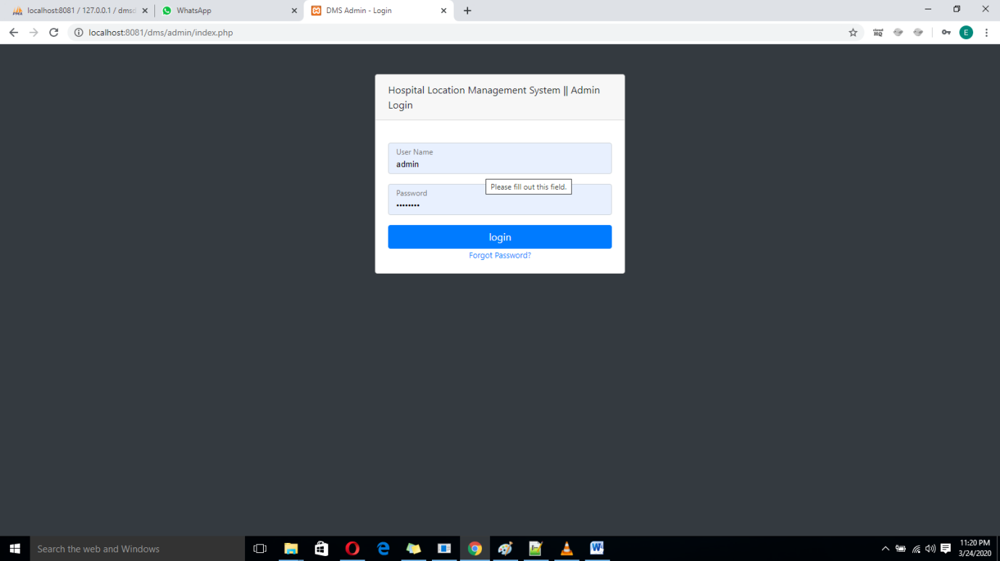 localhost:8081 / 127.0.0.1 / dmsd
WhatsApp
DMS Admin - Login
localhost:8081/dms/admin/index.php
cloud
HQ
E
Hospital Location Management System || Admin
Login
User Name
admin
Please fill out this field.
Password
••••••••
login
Forgot Password?
Search the web and Windows
11:20 PM
3/24/2020